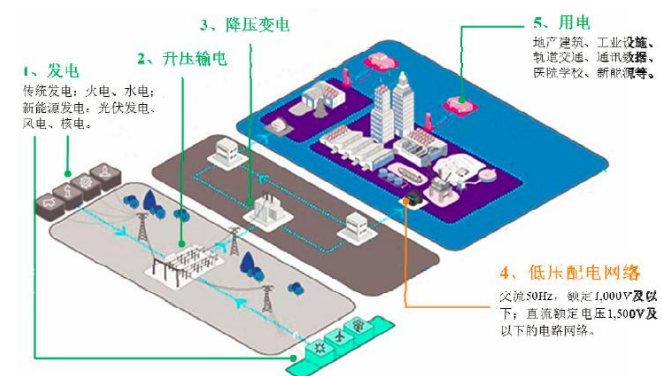 1、发电
传统发电：火电、水电；
新能源发电：光伏发电、
风电、核电。
2、升压输电
3、降压变电
5、用电
地产建筑、工业设施、
轨道交通、通讯数据、
医院学校、新能源等。
4、低压配电网络
交流50Hz，额定1,000V及以
下；直流额定电压1,500V及
以下的电路网络。